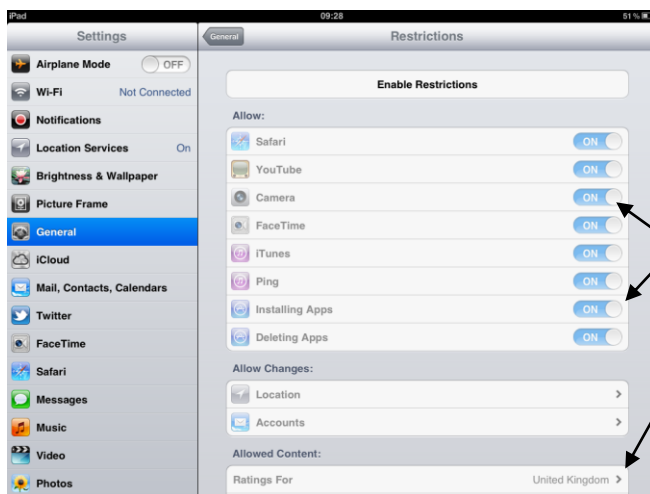 iPad 09:28 51 %
Settings
General Restrictions
Airplane Mode OFF
Wi-Fi Not Connected
Notifications
Location Services On
Brightness & Wallpaper
Picture Frame
General
iCloud
Mail, Contacts, Calendars
Twitter
FaceTime
Safari
Messages
Music
Video
Photos
Enable Restrictions
Allow:
Safari ON
YouTube ON
Camera ON
FaceTime ON
iTunes ON
Ping ON
Installing Apps ON
Deleting Apps ON
Allow Changes:
Location
Accounts
Allowed Content:
Ratings For United Kingdom